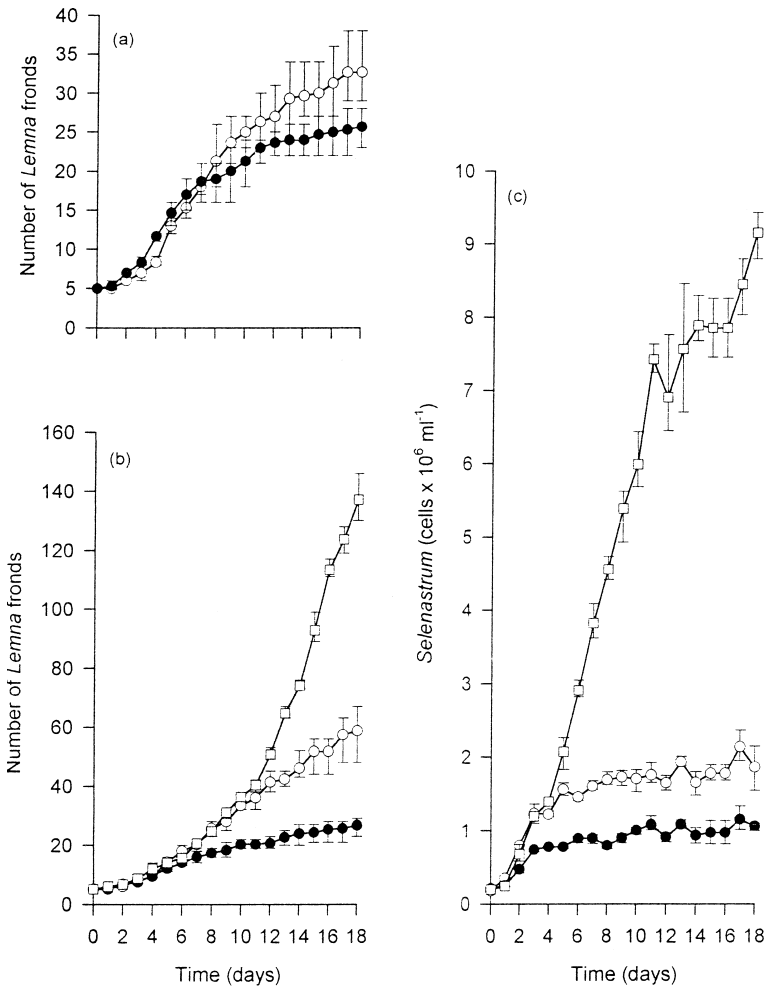 (a)
Number of Lemna fronds
40
35
30
25
20
15
10
5
0
(b)
Number of Lemna fronds
160
140
120
100
80
60
40
20
0
0 2 4 6 8 10 12 14 16 18
Time (days)
(c)
Selenastrum (cells x 10⁶ ml⁻¹)
10
9
8
7
6
5
4
3
2
1
0
0 2 4 6 8 10 12 14 16 18
Time (days)